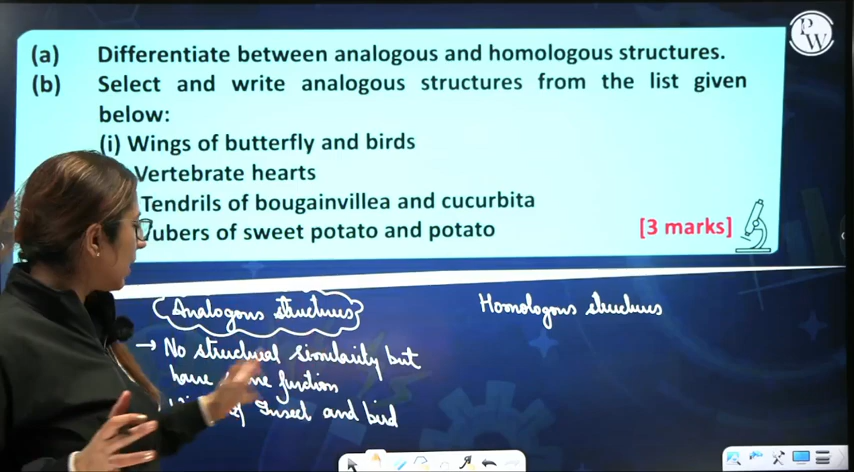 (a) Differentiate between analogous and homologous structures.
(b) Select and write analogous structures from the list given
below:
(i) Wings of butterfly and birds
Vertebrate hearts
Tendrils of bougainvillea and cucurbita
Tubers of sweet potato and potato
[3 marks]
PW
Analogous structures
→ No structural similarity but
have function
Insect and bird
Homologous structures